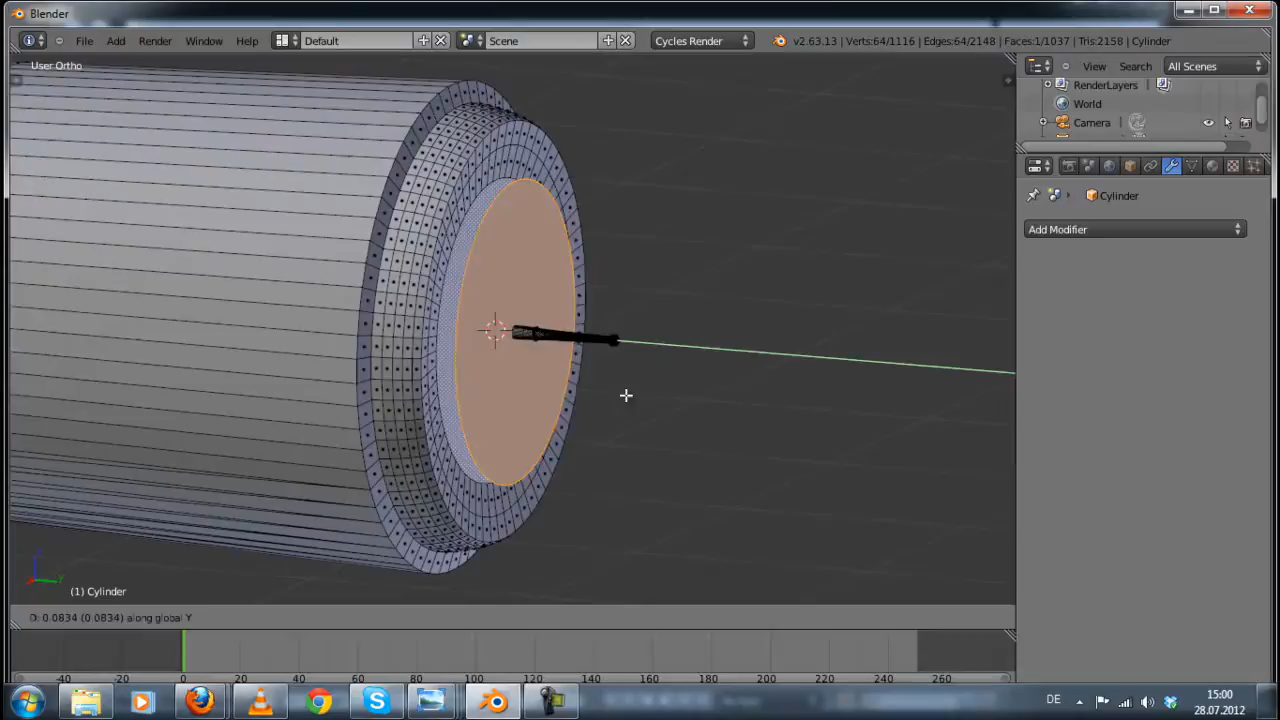 Blender
File Add Render Window Help Default Scene Cycles Render v2.63.13 | Verts:64/1116 | Edges:64/2148 | Faces:1/1037 | Tris:2158 | Cylinder
User Ortho
View Search All Scenes
RenderLayers
World
Camera
Cylinder
Add Modifier
Z
Y
(1) Cylinder
D: 0.0834 (0.0834) along global Y
-40 -20 0 20 40 60 80 100 120 140 160 180 200 220 240 260
DE
15:00
28.07.2012